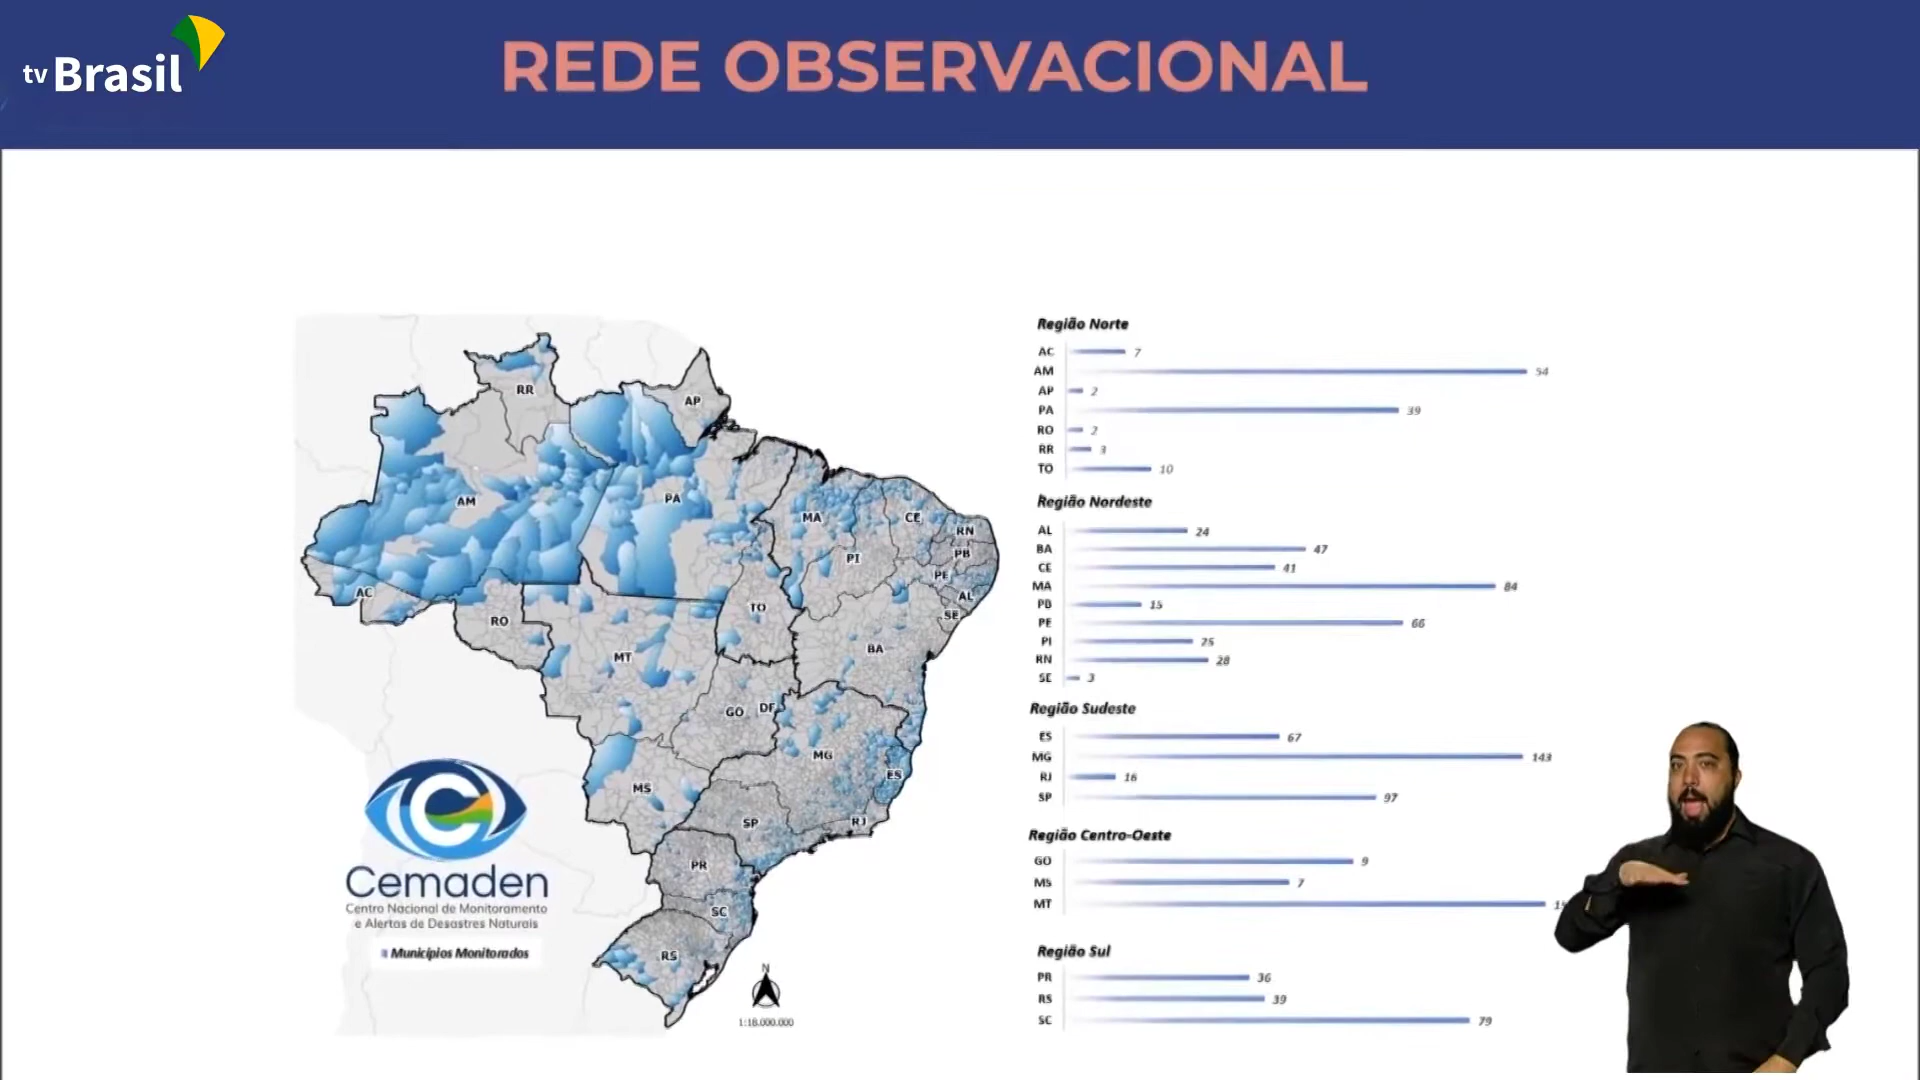 tv Brasil
REDE OBSERVACIONAL
RR
AP
AM
PA
MA
CE
RN
PB
PI
PE
AL
SE
AC
TO
RO
BA
MT
GO
DF
MG
ES
MS
SP
RJ
PR
SC
RS
Cemaden
Centro Nacional de Monitoramento
e Alertas de Desastres Naturais
Municípios Monitorados
N
1:18.000.000
Região Norte
AC 7
AM 54
AP 2
PA 39
RO 2
RR 3
TO 10
Região Nordeste
AL 24
BA 47
CE 41
MA 84
PB 15
PE 66
PI 25
RN 28
SE 3
Região Sudeste
ES 67
MG 143
RJ 16
SP 97
Região Centro-Oeste
GO 9
MS 7
MT
Região Sul
PR 36
RS 39
SC 79